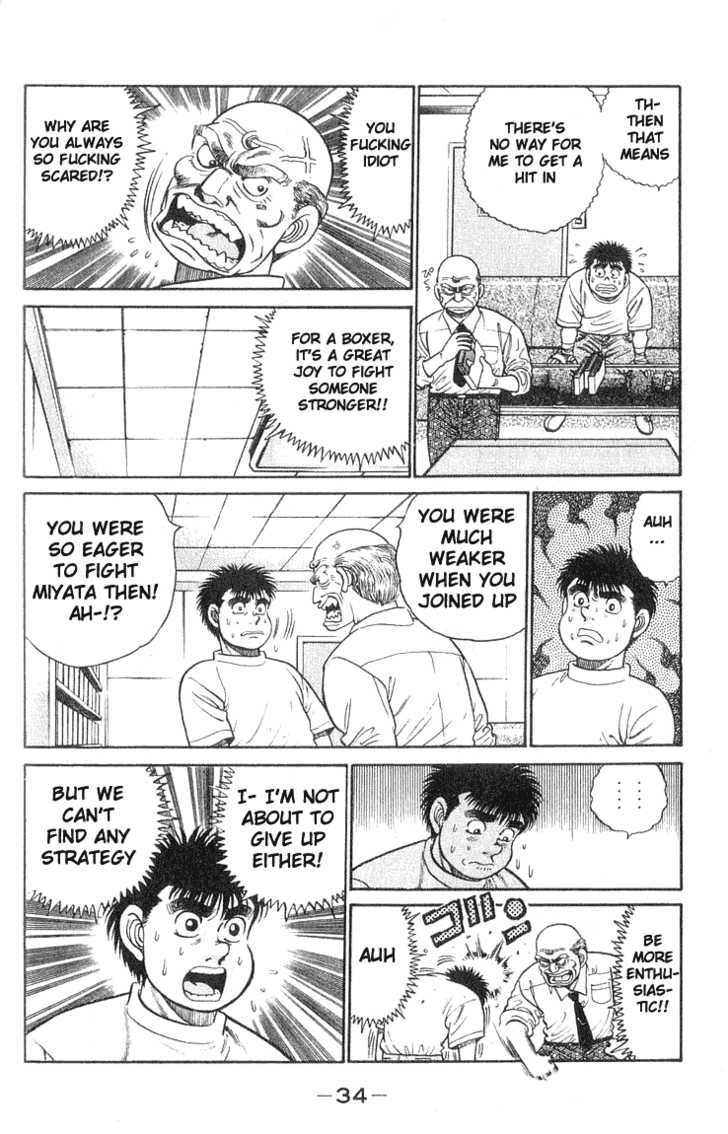 TH-
THEN
THAT
MEANS
THERE'S
NO WAY FOR
ME TO GET A
HIT IN
YOU
FUCKING
IDIOT
WHY ARE
YOU ALWAYS
SO FUCKING
SCARED!?
FOR A BOXER,
IT'S A GREAT
JOY TO FIGHT
SOMEONE
STRONGER!!
AUH
...
YOU WERE
MUCH
WEAKER
WHEN YOU
JOINED UP
YOU WERE
SO EAGER
TO FIGHT
MIYATA THEN!
AH-!?
......
I- I'M NOT
ABOUT TO
GIVE UP
EITHER!
BUT WE
CAN'T
FIND ANY
STRATEGY
BE
MORE
ENTHU-
SIAS-
TIC!!
ゴツン
AUH
—34—